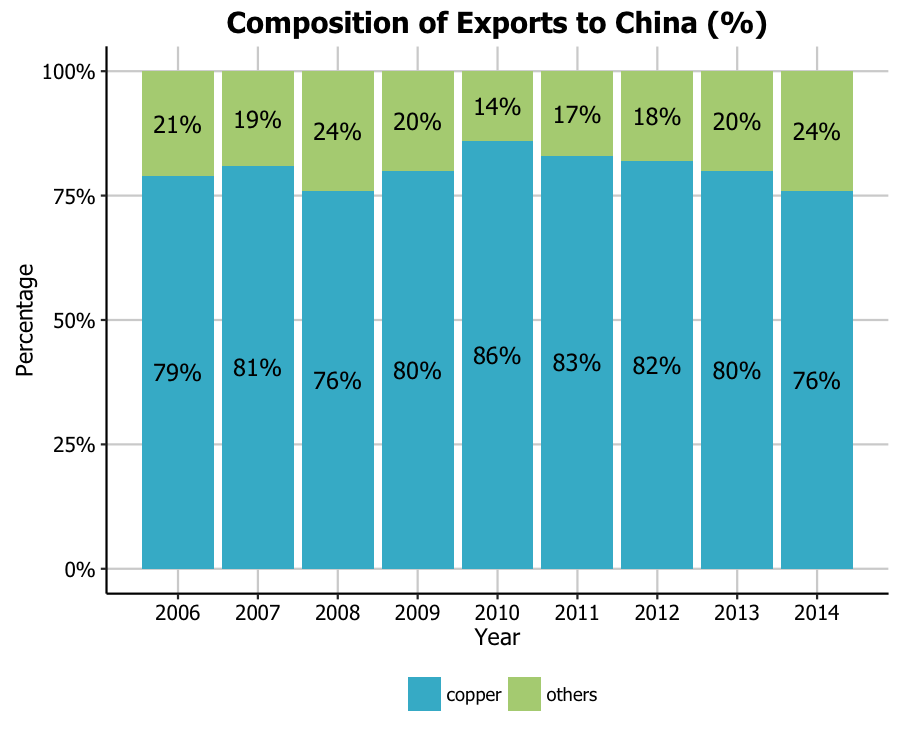 Composition of Exports to China (%)
Percentage
100%
75%
50%
25%
0%
21% 19% 24% 20% 14% 17% 18% 20% 24%
79% 81% 76% 80% 86% 83% 82% 80% 76%
2006 2007 2008 2009 2010 2011 2012 2013 2014
Year
copper others